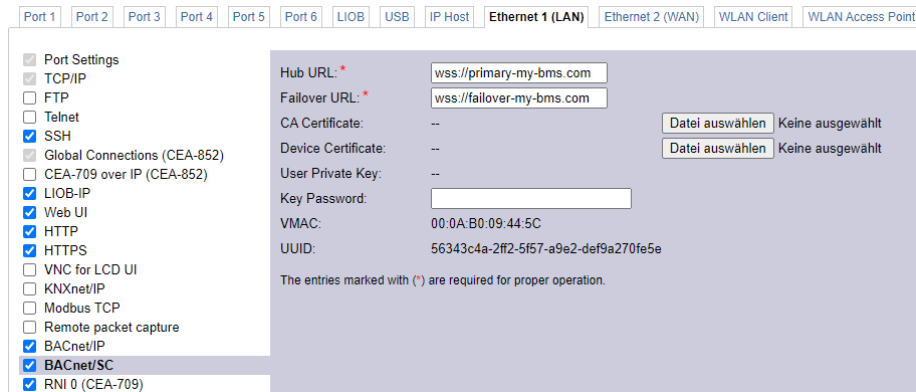 Port 1 Port 2 Port 3 Port 4 Port 5 Port 6 LIOB USB IP Host Ethernet 1 (LAN) Ethernet 2 (WAN) WLAN Client WLAN Access Point
Port Settings
TCP/IP
FTP
Telnet
SSH
Global Connections (CEA-852)
CEA-709 over IP (CEA-852)
LIOB-IP
Web UI
HTTP
HTTPS
VNC for LCD UI
KNXnet/IP
Modbus TCP
Remote packet capture
BACnet/IP
BACnet/SC
RNI 0 (CEA-709)
Hub URL: * wss://primary-my-bms.com
Failover URL: * wss://failover-my-bms.com
CA Certificate: -- Datei auswählen Keine ausgewählt
Device Certificate: -- Datei auswählen Keine ausgewählt
User Private Key: --
Key Password:
VMAC: 00:0A:B0:09:44:5C
UUID: 56343c4a-2ff2-5f57-a9e2-def9a270fe5e
The entries marked with (*) are required for proper operation.